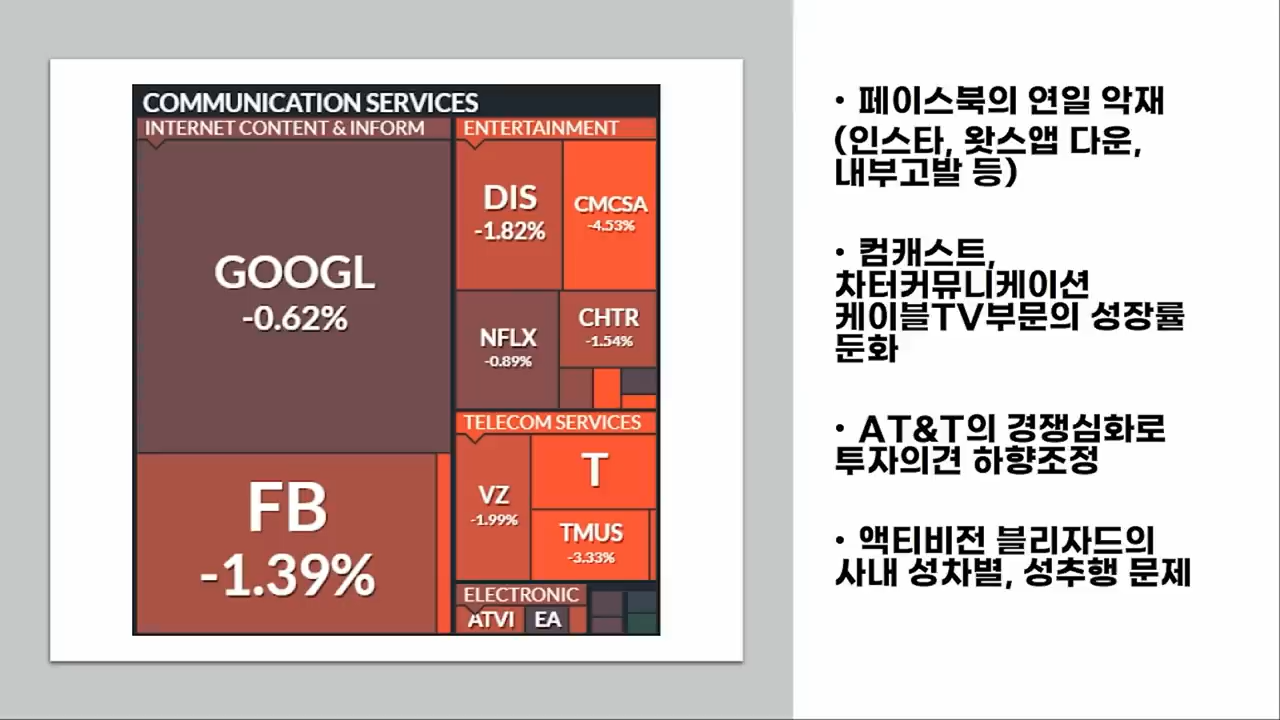 COMMUNICATION SERVICES
INTERNET CONTENT & INFORM
GOOGL
-0.62%
FB
-1.39%
ENTERTAINMENT
DIS
-1.82%
CMCSA
-4.53%
NFLX
-0.89%
CHTR
-1.54%
TELECOM SERVICES
VZ
-1.99%
T
TMUS
-3.33%
ELECTRONIC
ATVI
EA
• 페이스북의 연일 악재
(인스타, 왓스앱 다운,
내부고발 등)
• 컴캐스트,
차터커뮤니케이션
케이블TV부문의 성장률
둔화
• AT&T의 경쟁심화로
투자의견 하향조정
• 액티비전 블리자드의
사내 성차별, 성추행 문제